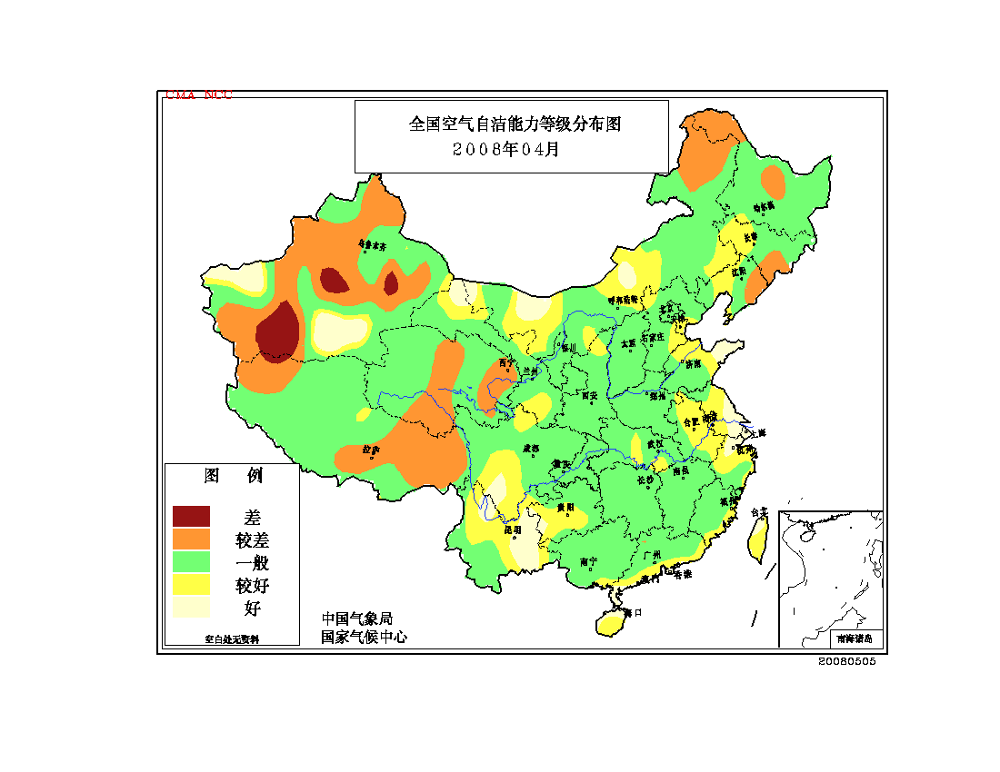 CMA NCC
全国空气自洁能力等级分布图
2008年04月
哈尔滨
长春
乌鲁木齐
沈阳
呼和浩特
北京
天津
银川
太原
石家庄
西宁
兰州
济南
西安
郑州
合肥
南京
上海
拉萨
成都
武汉
杭州
重庆
长沙
南昌
贵阳
福州
昆明
台北
南宁
广州
澳门
香港
海口
图 例
差
较差
一般
较好
好
空白处无资料
中国气象局
国家气候中心
南海诸岛
20080505